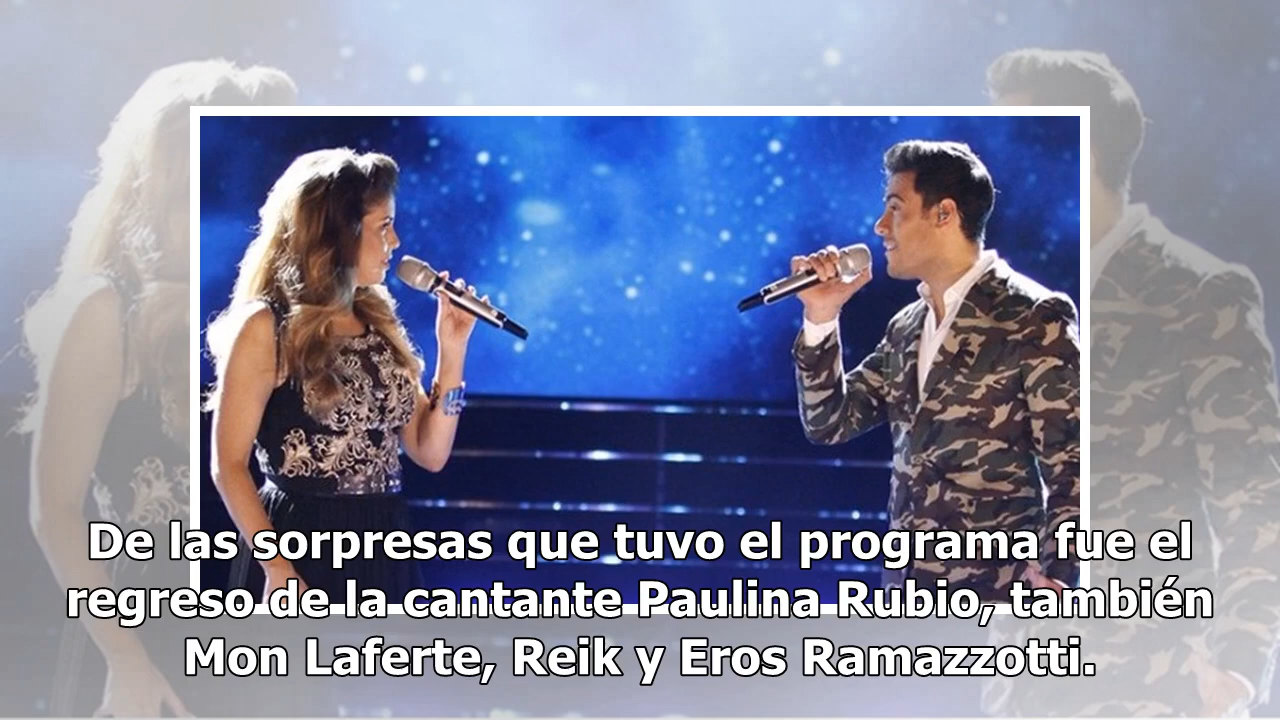 De las sorpresas que tuvo el programa fue el
regreso de la cantante Paulina Rubio, también
Mon Laferte, Reik y Eros Ramazzotti.